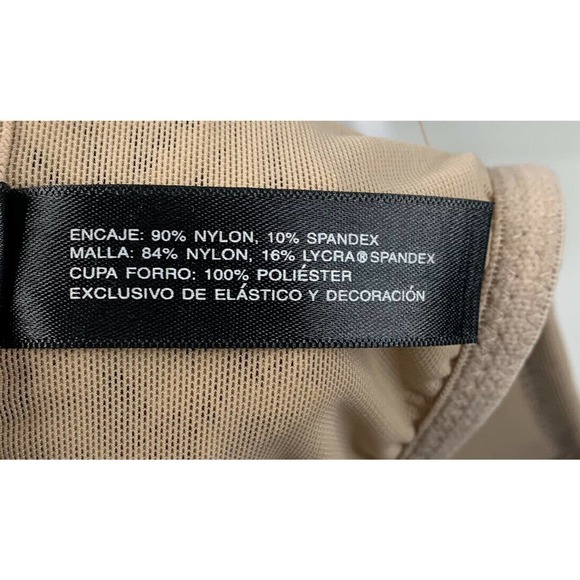 ENCAJE: 90% NYLON, 10% SPANDEX
MALLA: 84% NYLON, 16% LYCRA® SPANDEX
CUPA FORRO: 100% POLIÉSTER
EXCLUSIVO DE ELÁSTICO Y DECORACIÓN